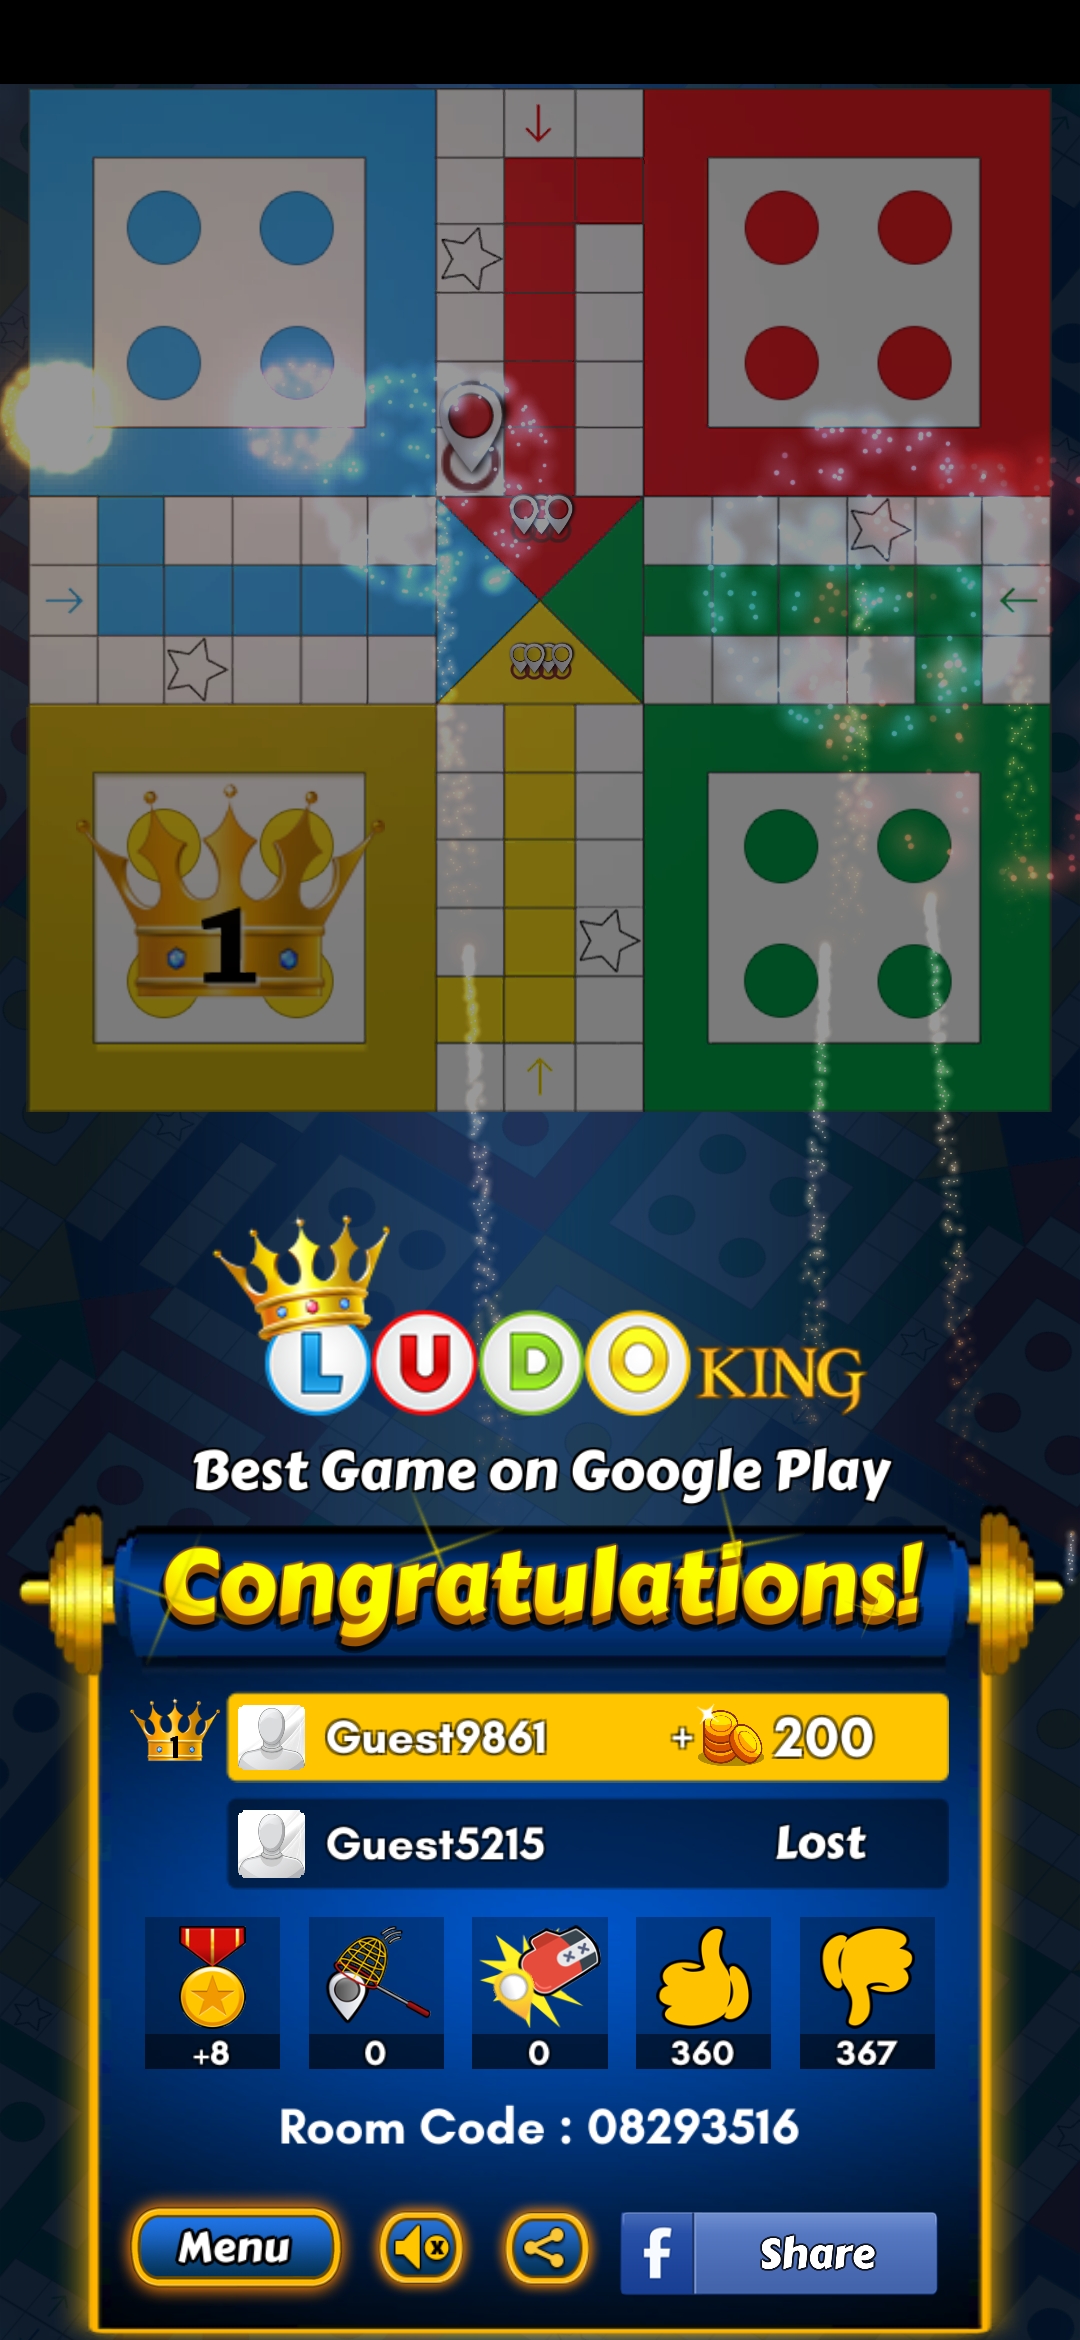 1
LUDO KING
Best Game on Google Play
Congratulations!
1 Guest9861 + 200
Guest5215 Lost
+8 0 0 360 367
Room Code : 08293516
Menu x f Share